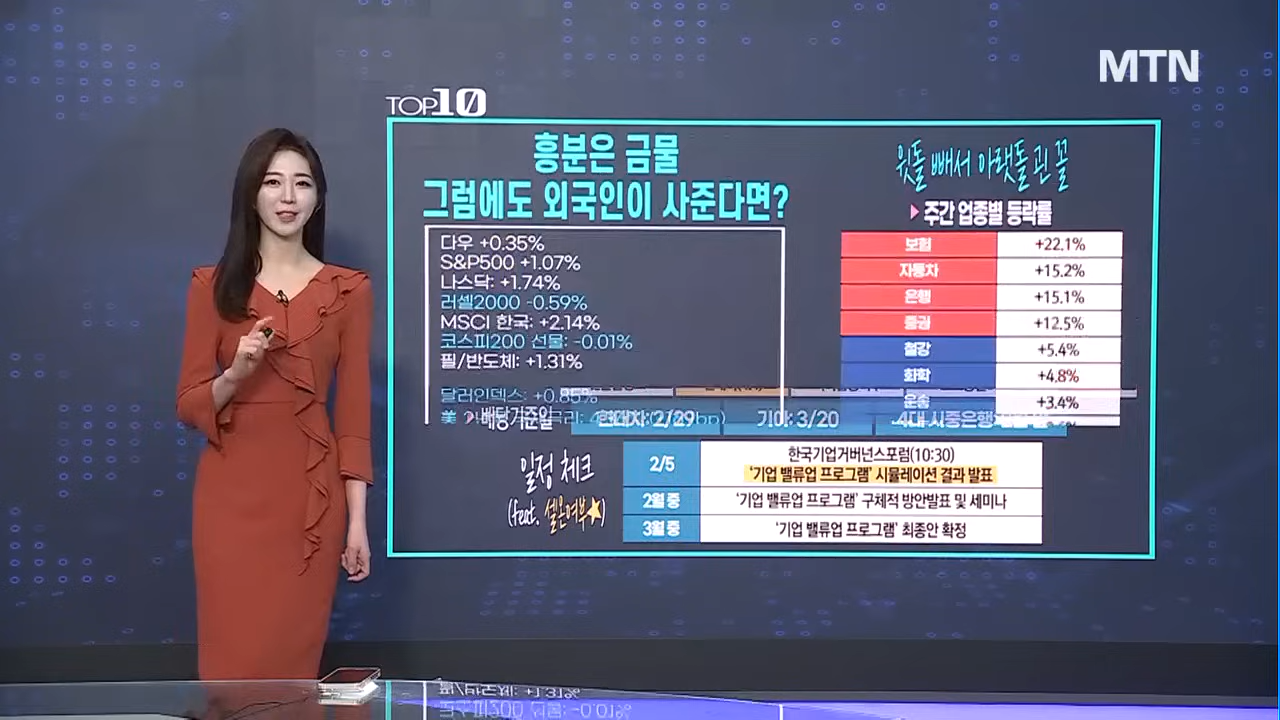 MTN
TOP10
흥분은 금물
그럼에도 외국인이 사준다면?
다우 +0.35%
S&P500 +1.07%
나스닥: +1.74%
러셀2000 -0.59%
MSCI 한국: +2.14%
코스피200 선물: -0.01%
필/반도체: +1.31%
달러인덱스: +0.85%
윗돌 빼서 아랫돌 괸 꼴
▶ 주간 업종별 등락률
보험 +22.1%
자동차 +15.2%
은행 +15.1%
증권 +12.5%
철강 +5.4%
화학 +4.8%
운송 +3.4%
배당기준일 현대차: 2/29 기아: 3/20 4대 시중은행
일정 체크
(feat. 셀온여부★)
2/5 한국기업거버넌스포럼(10:30)
‘기업 밸류업 프로그램’ 시뮬레이션 결과 발표
2월 중 ‘기업 밸류업 프로그램’ 구체적 방안발표 및 세미나
3월 중 ‘기업 밸류업 프로그램’ 최종안 확정